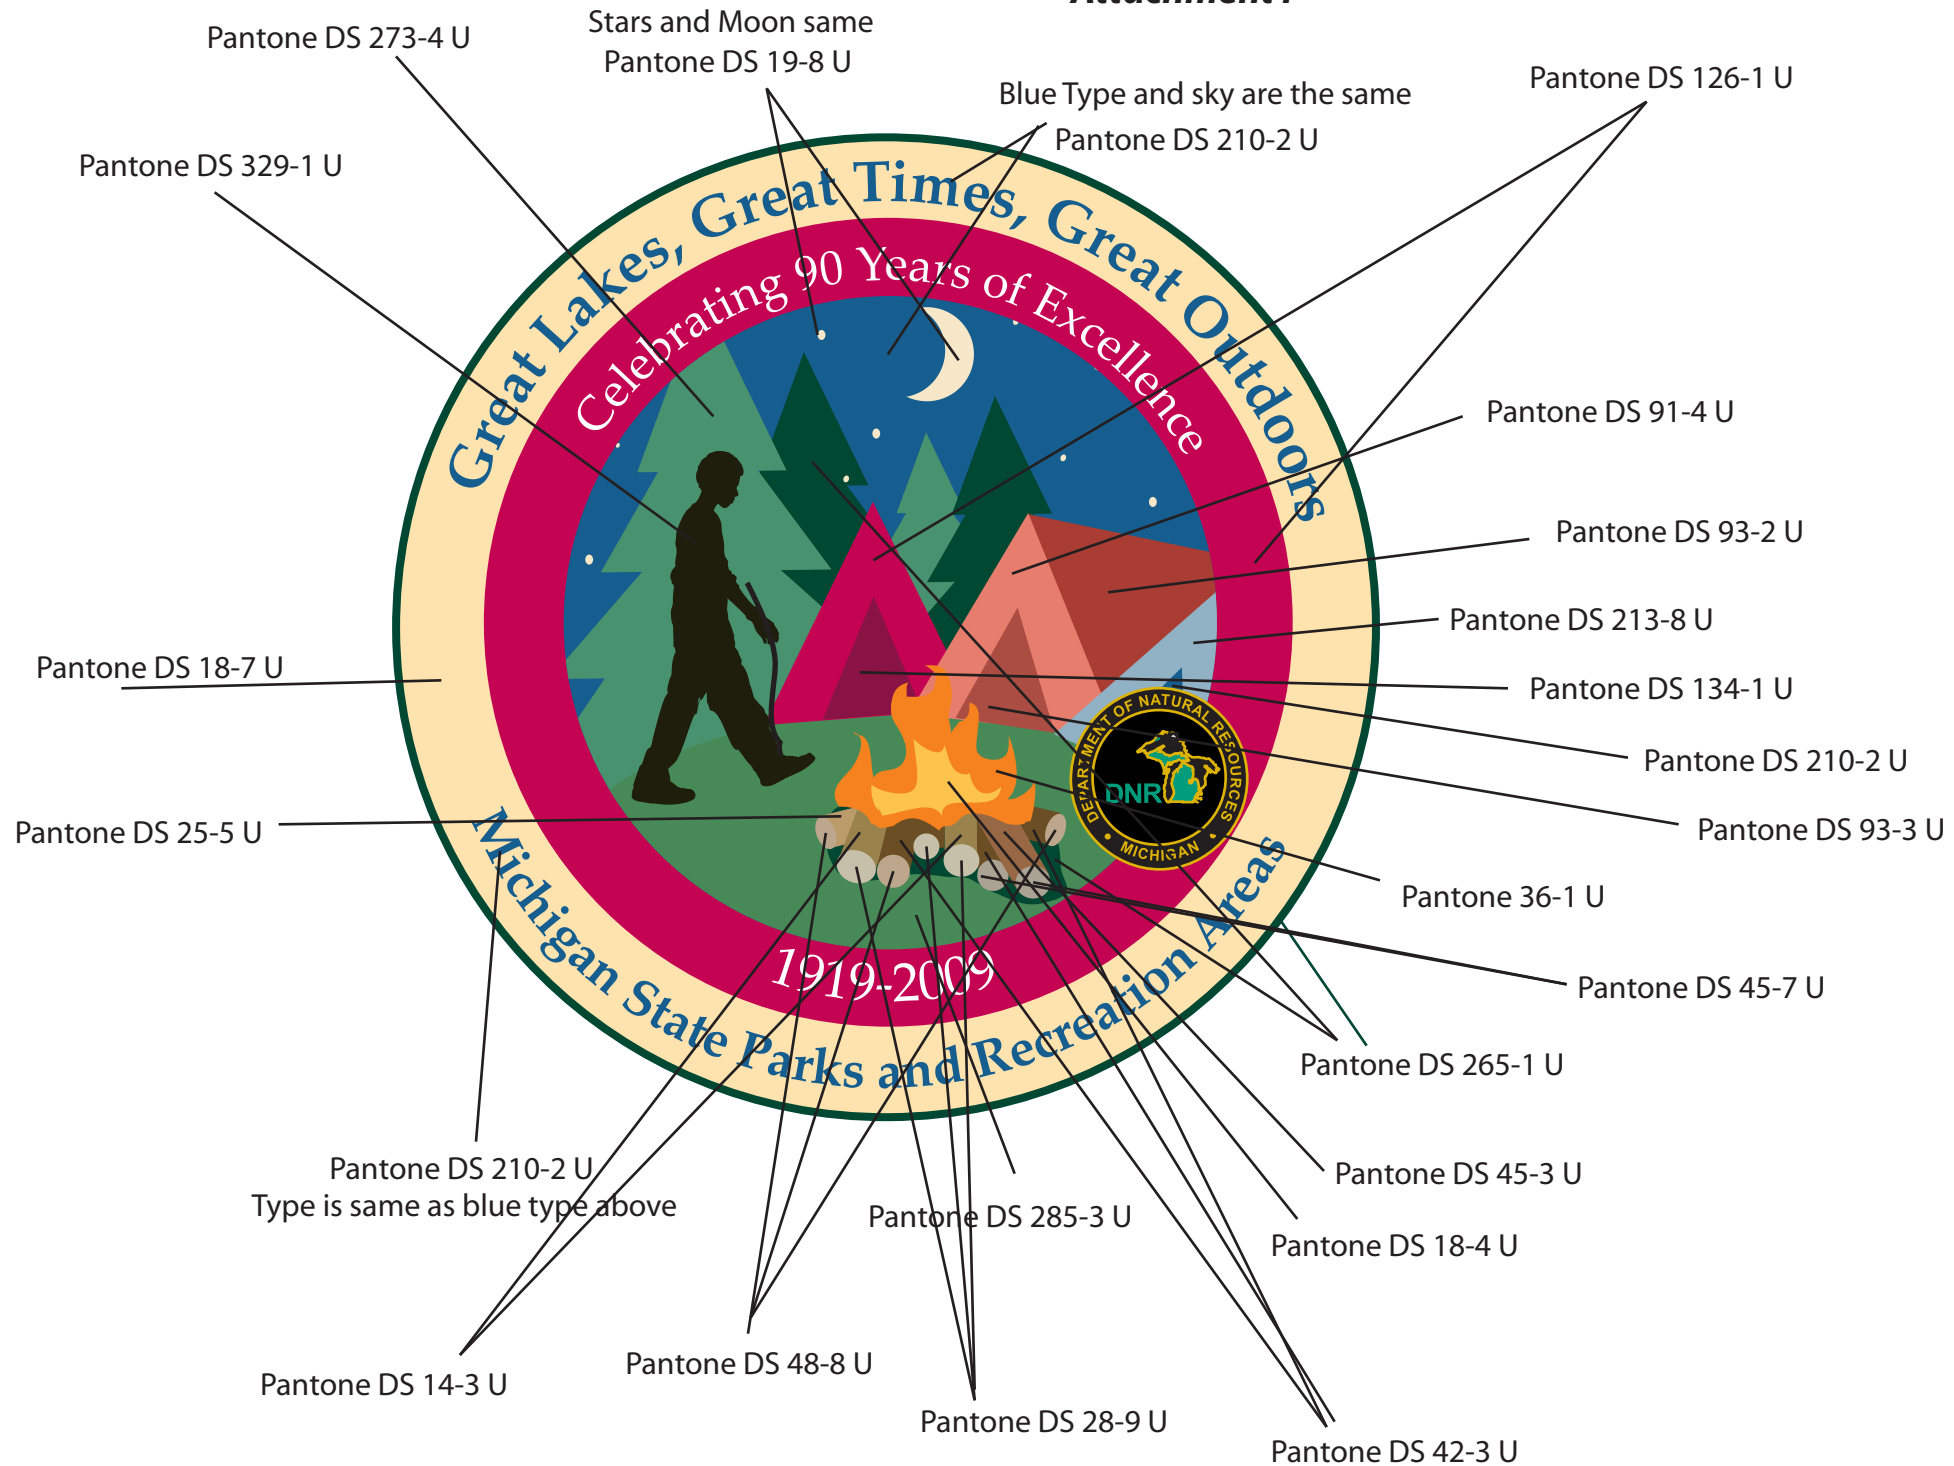 Pantone DS 273-4 U
Stars and Moon same
Pantone DS 19-8 U
Blue Type and sky are the same
Pantone DS 210-2 U
Pantone DS 126-1 U
Pantone DS 329-1 U
Great Lakes, Great Times, Great Outdoors
Celebrating 90 Years of Excellence
Pantone DS 91-4 U
Pantone DS 93-2 U
Pantone DS 213-8 U
Pantone DS 18-7 U
Pantone DS 134-1 U
DEPARTMENT OF NATURAL RESOURCES
DNR
• MICHIGAN •
Pantone DS 210-2 U
Pantone DS 25-5 U
Pantone DS 93-3 U
Pantone 36-1 U
1919-2009
Michigan State Parks and Recreation Areas
Pantone DS 45-7 U
Pantone DS 265-1 U
Pantone DS 210-2 U
Type is same as blue type above
Pantone DS 285-3 U
Pantone DS 45-3 U
Pantone DS 18-4 U
Pantone DS 14-3 U
Pantone DS 48-8 U
Pantone DS 28-9 U
Pantone DS 42-3 U